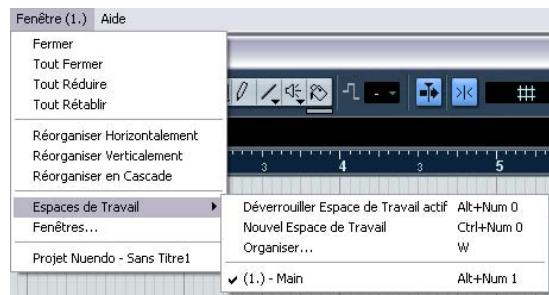 Fenêtre (1.) Aide
Fermer
Tout Fermer
Tout Réduire
Tout Rétablir
Réorganiser Horizontalement
Réorganiser Verticalement
Réorganiser en Cascade
3 4 3 5
Espaces de Travail
Fenêtres...
Projet Nuendo - Sans Titre1
Déverrouiller Espace de Travail actif Alt+Num 0
Nouvel Espace de Travail Ctrl+Num 0
Organiser... W
(1.) - Main Alt+Num 1